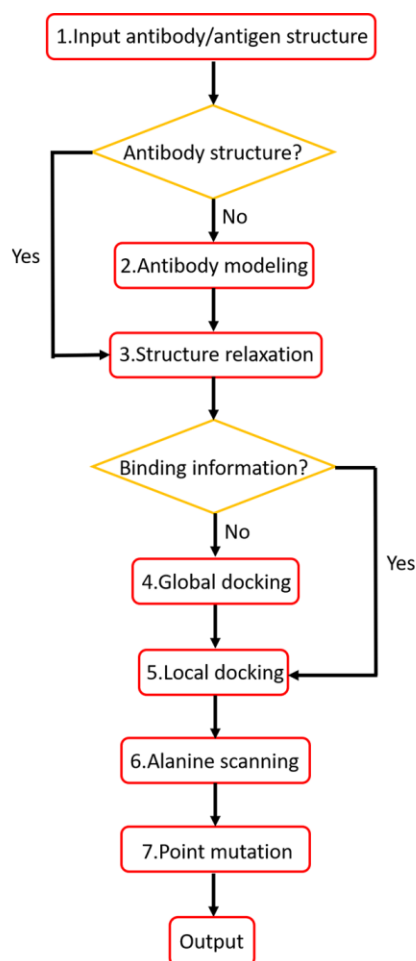 1.Input antibody/antigen structure
Antibody structure?
No
Yes
2.Antibody modeling
3.Structure relaxation
Binding information?
No
Yes
4.Global docking
5.Local docking
6.Alanine scanning
7.Point mutation
Output